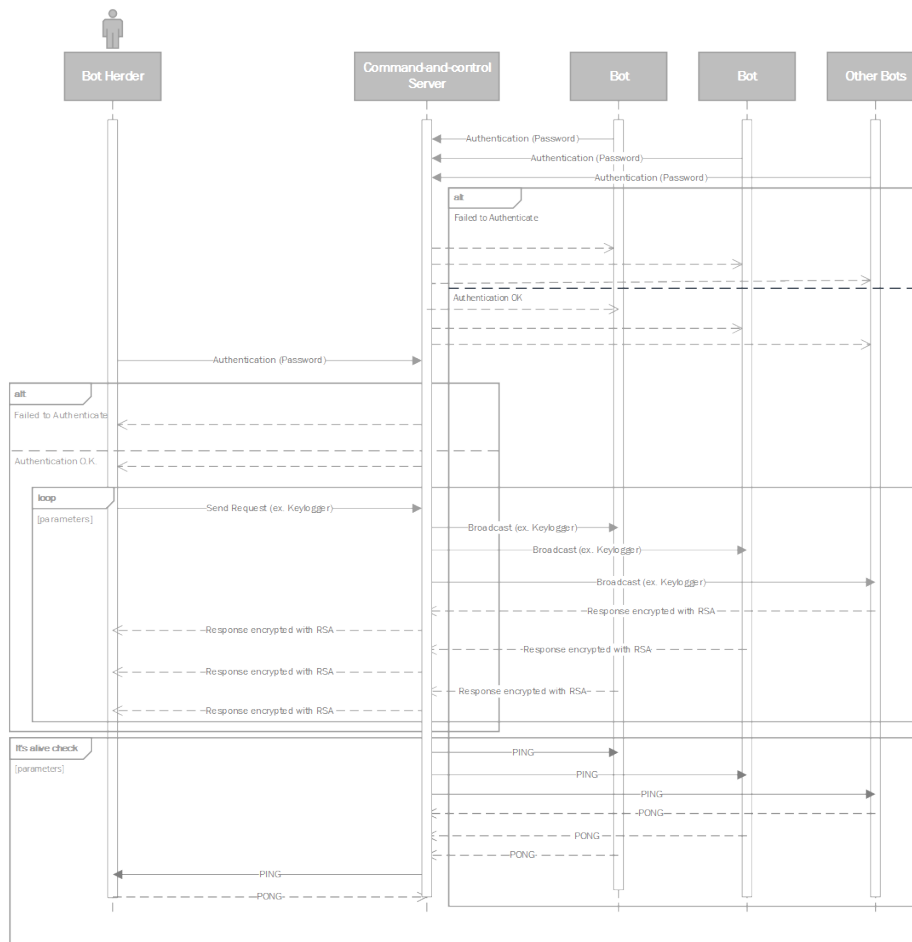 Bot Herder
Command-and-control
Server
Bot
Bot
Other Bots
Authentication (Password)
Authentication (Password)
Authentication (Password)
alt
Failed to Authenticate
Authentication OK
Authentication (Password)
alt
Failed to Authenticate
Authentication O.K
loop
[parameters]
Send Request (ex. Keylogger)
Broadcast (ex. Keylogger)
Broadcast (ex. Keylogger)
Broadcast (ex. Keylogger)
Response encrypted with RSA
Response encrypted with RSA
Response encrypted with RSA
Response encrypted with RSA
Response encrypted with RSA
Response encrypted with RSA
It's alive check
[parameters]
PING
PING
PING
PONG
PONG
PONG
PING
PONG